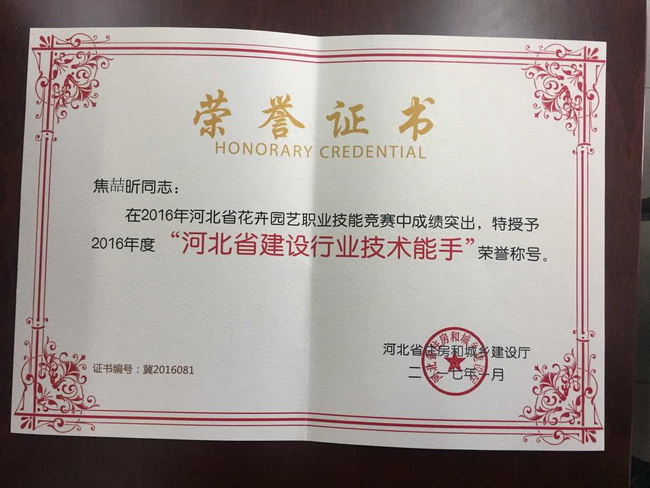 荣誉证书
HONORARY CREDENTIAL
焦喆昕同志：
在2016年河北省花卉园艺职业技能竞赛中成绩突出，特授予
2016年度“河北省建设行业技术能手”荣誉称号。
河北省住房和城乡建设厅
二〇一七年一月
证书编号：冀2016081